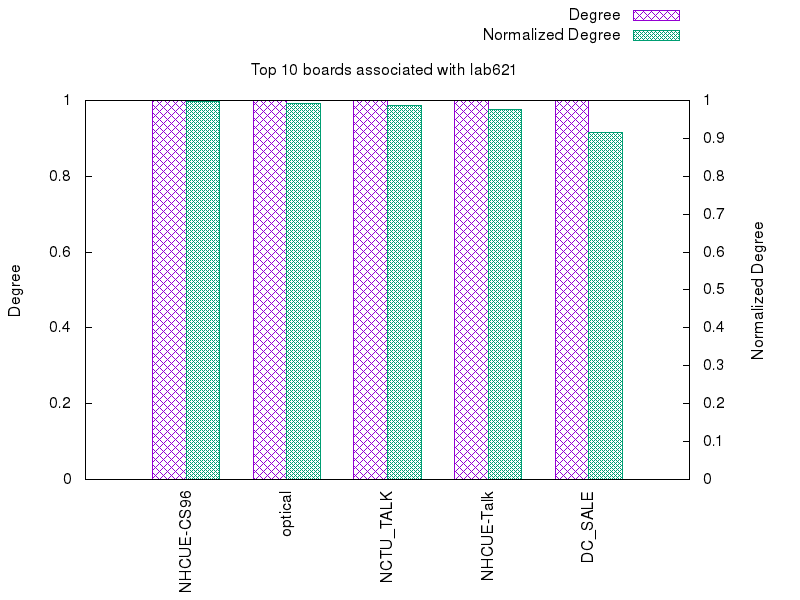 Degree
Normalized Degree
Top 10 boards associated with lab621
1
0.8
0.6
0.4
0.2
0
Degree
1
0.9
0.8
0.7
0.6
0.5
0.4
0.3
0.2
0.1
0
Normalized Degree
NHCUE-CS96
optical
NCTU_TALK
NHCUE-Talk
DC_SALE